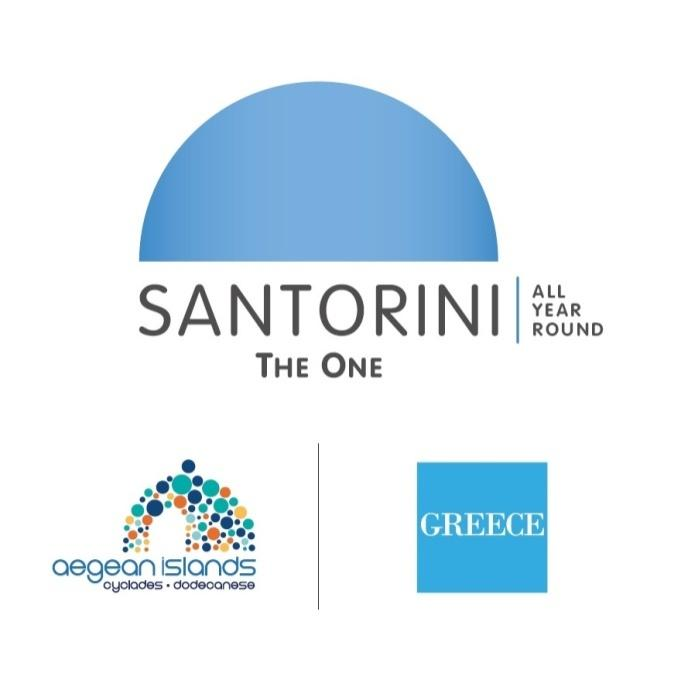 SANTORINI
ALL
YEAR
ROUND
THE ONE
aegean islands
cyclades • dodecanese
GREECE